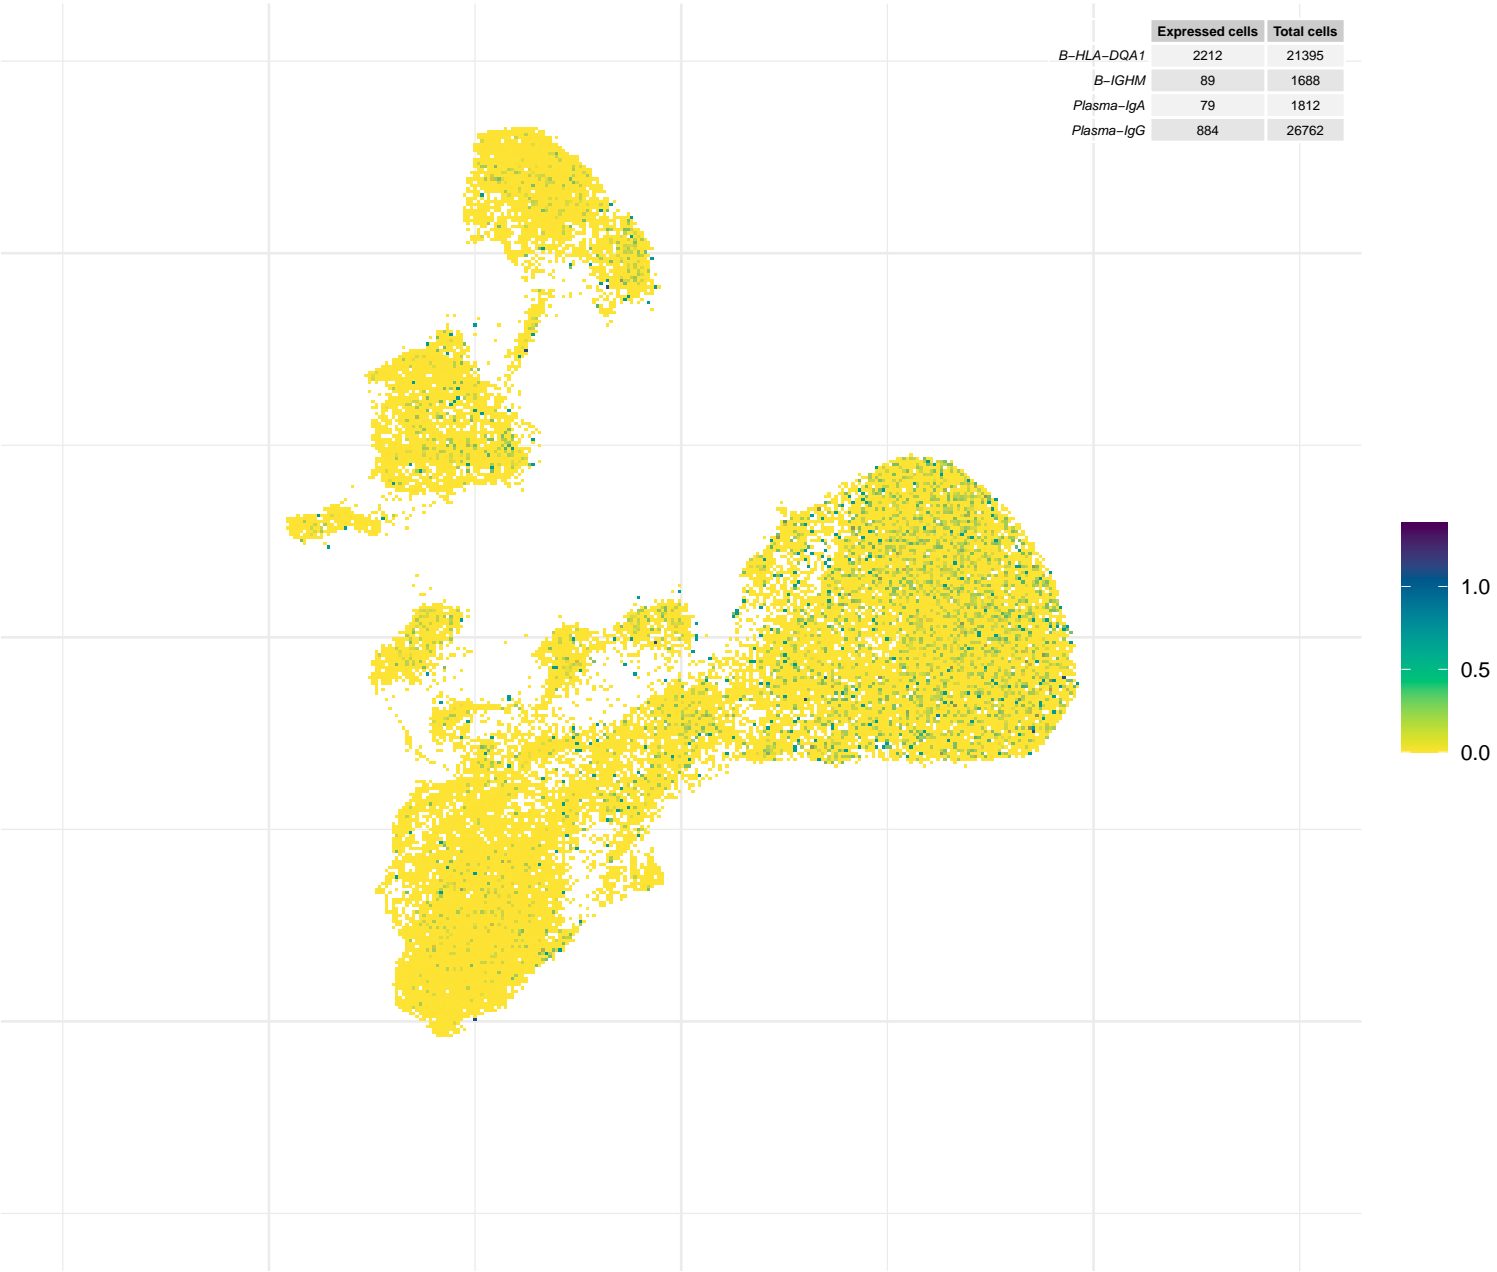 Expressed cells Total cells
B−HLA−DQA1 2212 21395
B−IGHM 89 1688
Plasma−IgA 79 1812
Plasma−IgG 884 26762
1.0
0.5
0.0